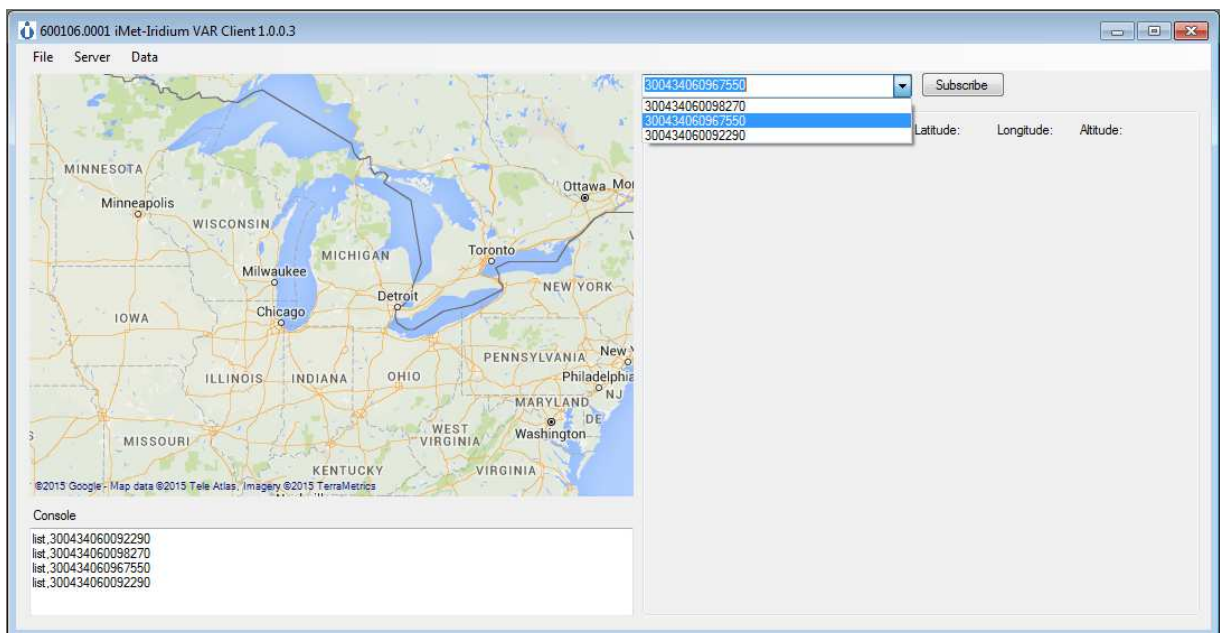 600106.0001 iMet-Iridium VAR Client 1.0.0.3
File Server Data
300434060967550
Subscribe
300434060098270
300434060967550
300434060092290
Latitude: Longitude: Altitude:
MINNESOTA
Minneapolis
WISCONSIN
Ottawa
Mo
MICHIGAN
Toronto
Milwaukee
Detroit
NEW YORK
IOWA
Chicago
PENNSYLVANIA
New
ILLINOIS
INDIANA
OHIO
Philadelphia
MARYLAND
NJ
DE
WEST
VIRGINIA
Washington
MISSOURI
KENTUCKY
VIRGINIA
©2015 Google - Map data ©2015 Tele Atlas, Imagery ©2015 TerraMetrics
Console
list,300434060092290
list,300434060098270
list,300434060967550
list,300434060092290